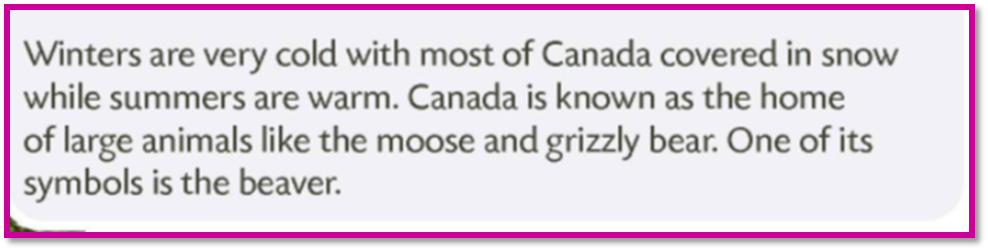 Winters are very cold with most of Canada covered in snow
while summers are warm. Canada is known as the home
of large animals like the moose and grizzly bear. One of its
symbols is the beaver.